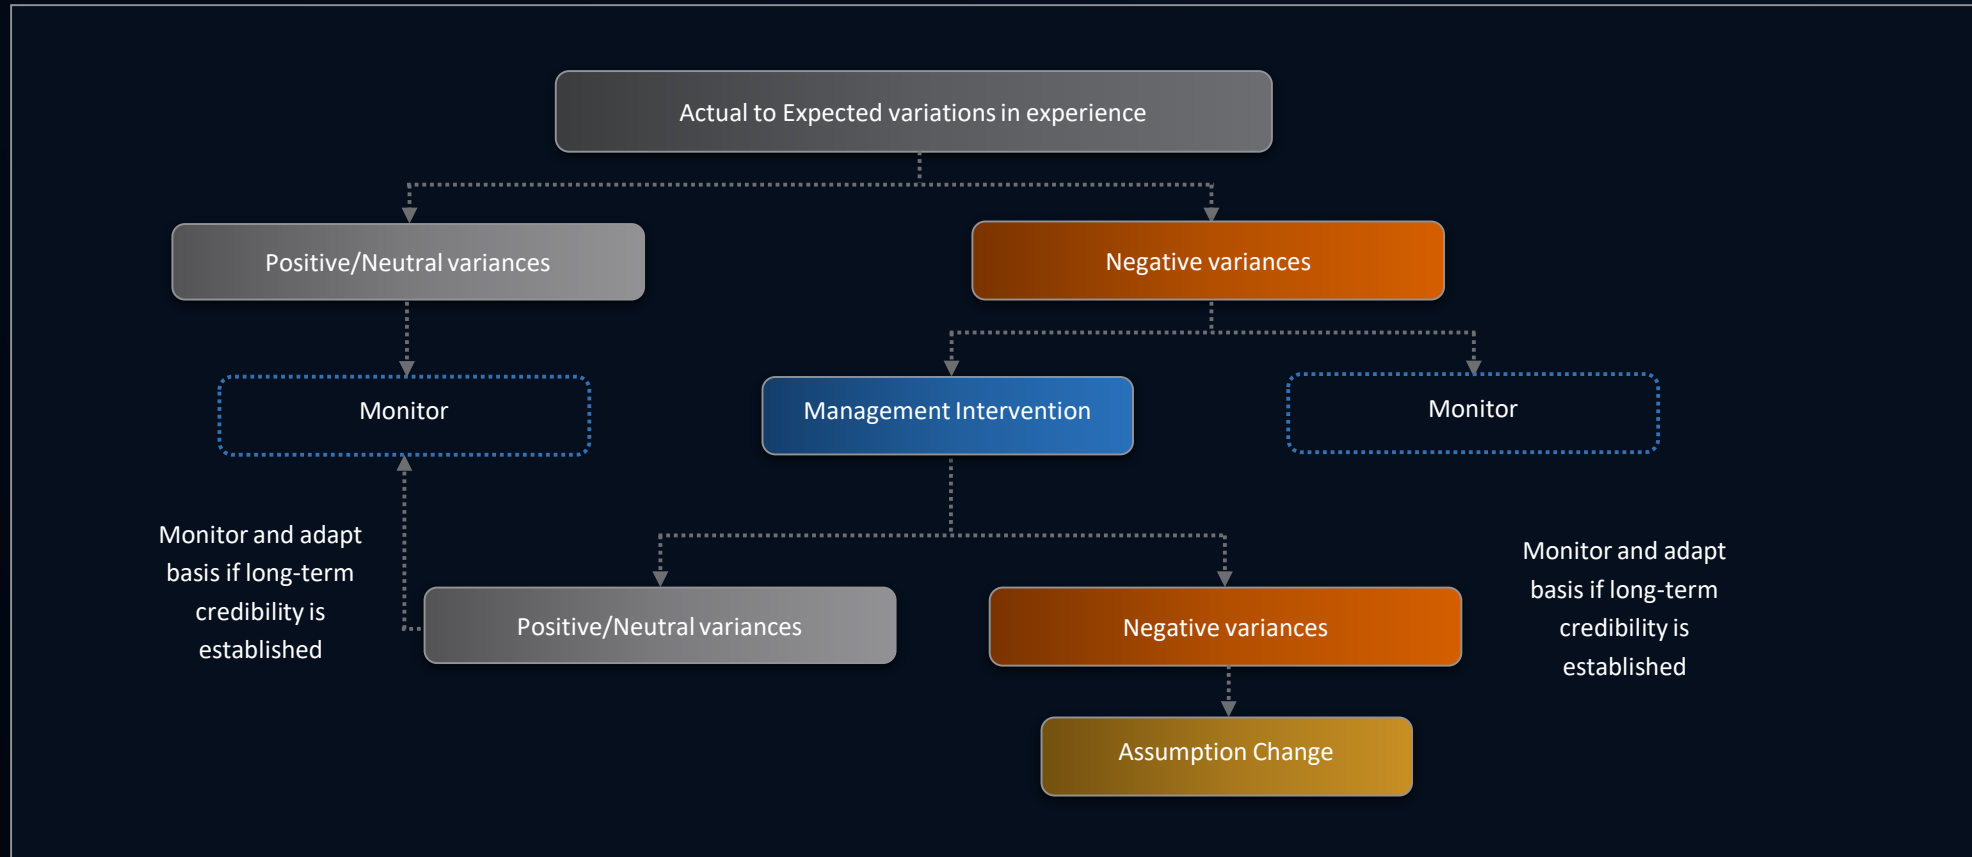 Actual to Expected variations in experience
Positive/Neutral variances
Negative variances
Monitor
Management Intervention
Monitor
Monitor and adapt
basis if long-term
credibility is
established
Positive/Neutral variances
Negative variances
Monitor and adapt
basis if long-term
credibility is
established
Assumption Change